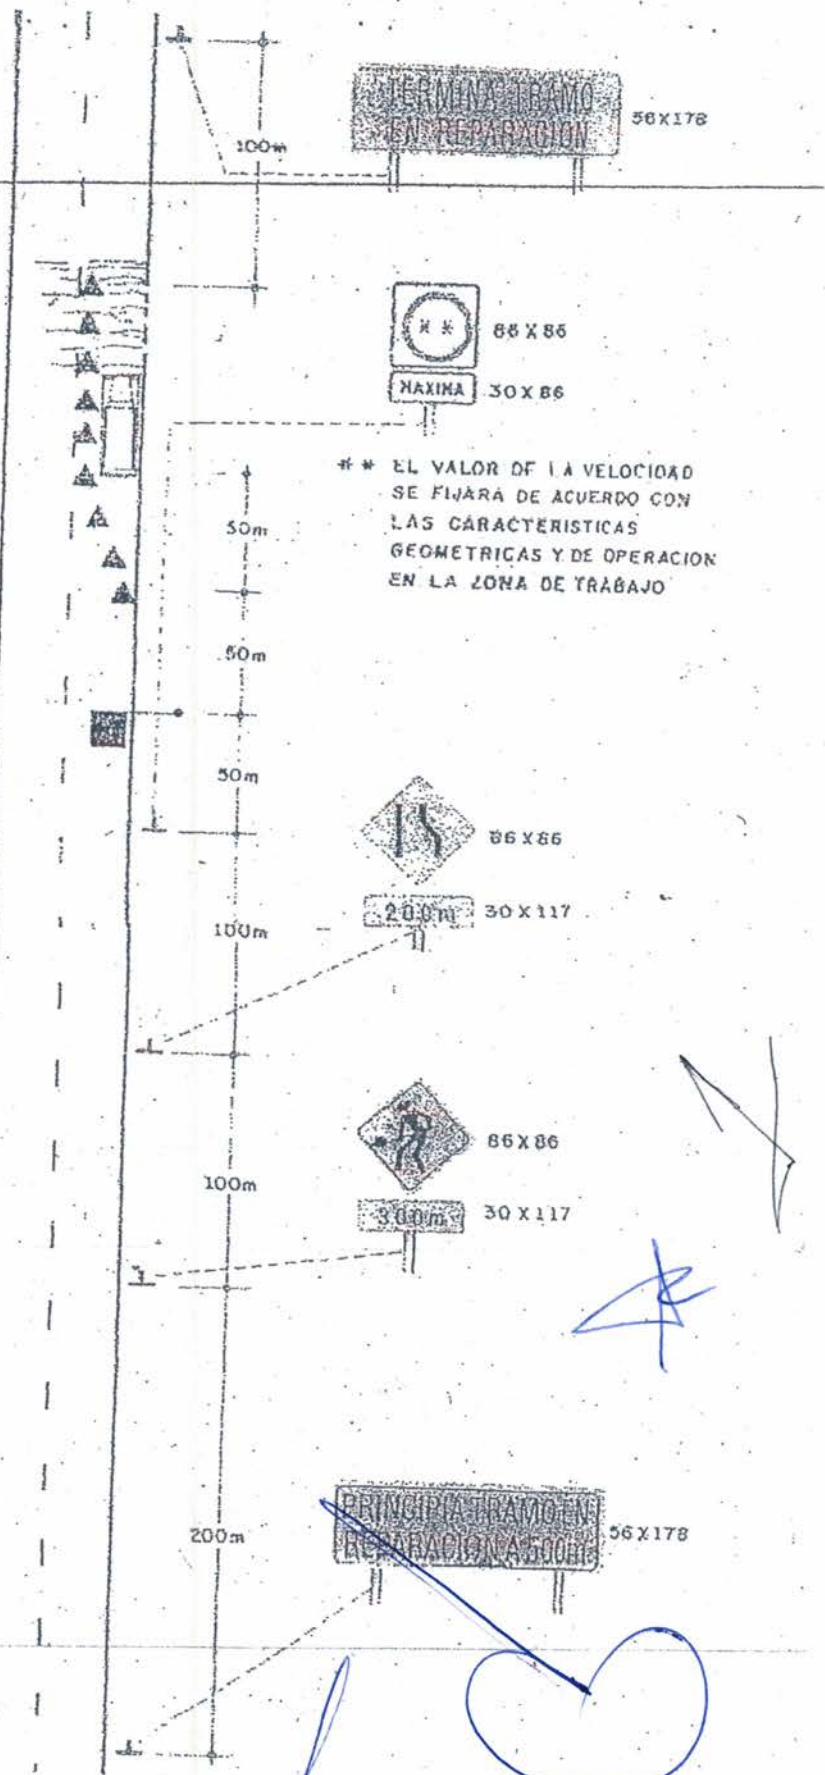 TERMINA TRAMO
EN REPARACION
56X178
100m
* *
86 X 86
MAXIMA
30 X 86
* * EL VALOR DE LA VELOCIDAD
SE FIJARA DE ACUERDO CON
LAS CARACTERISTICAS
GEOMETRICAS Y DE OPERACION
EN LA ZONA DE TRABAJO
50m
50m
50m
86 X 86
200m
30 X 117
100m
86 X 86
100m
300m
30 X 117
PRINCIPIA TRAMO EN
REPARACION A 500m
56 X 178
200m